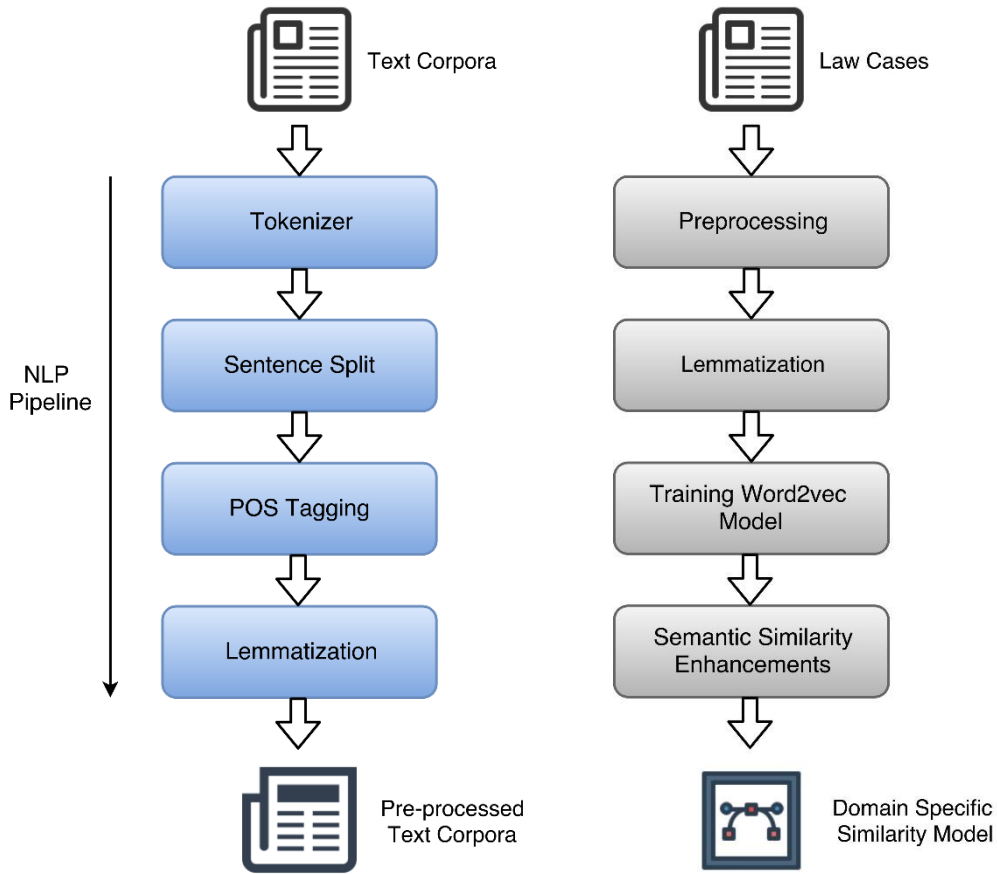 Text Corpora
Tokenizer
Sentence Split
POS Tagging
Lemmatization
NLP
Pipeline
Pre-processed
Text Corpora
Law Cases
Preprocessing
Lemmatization
Training Word2vec
Model
Semantic Similarity
Enhancements
Domain Specific
Similarity Model